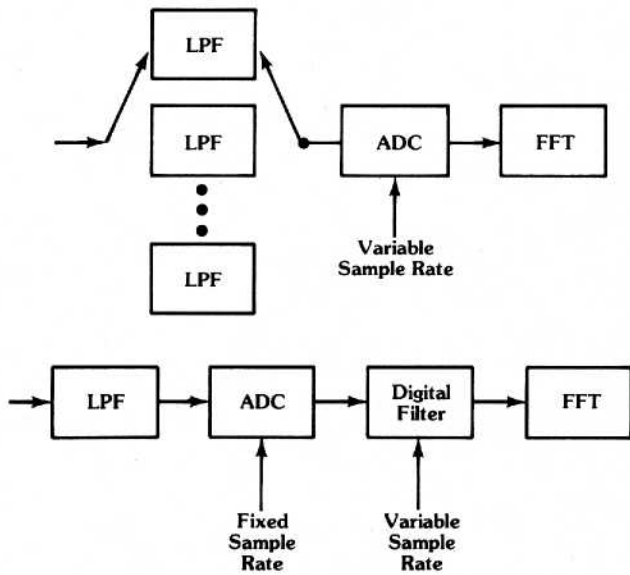 LPF
LPF
ADC
FFT
LPF
Variable
Sample Rate
LPF
ADC
Digital
Filter
FFT
Fixed
Sample
Rate
Variable
Sample
Rate